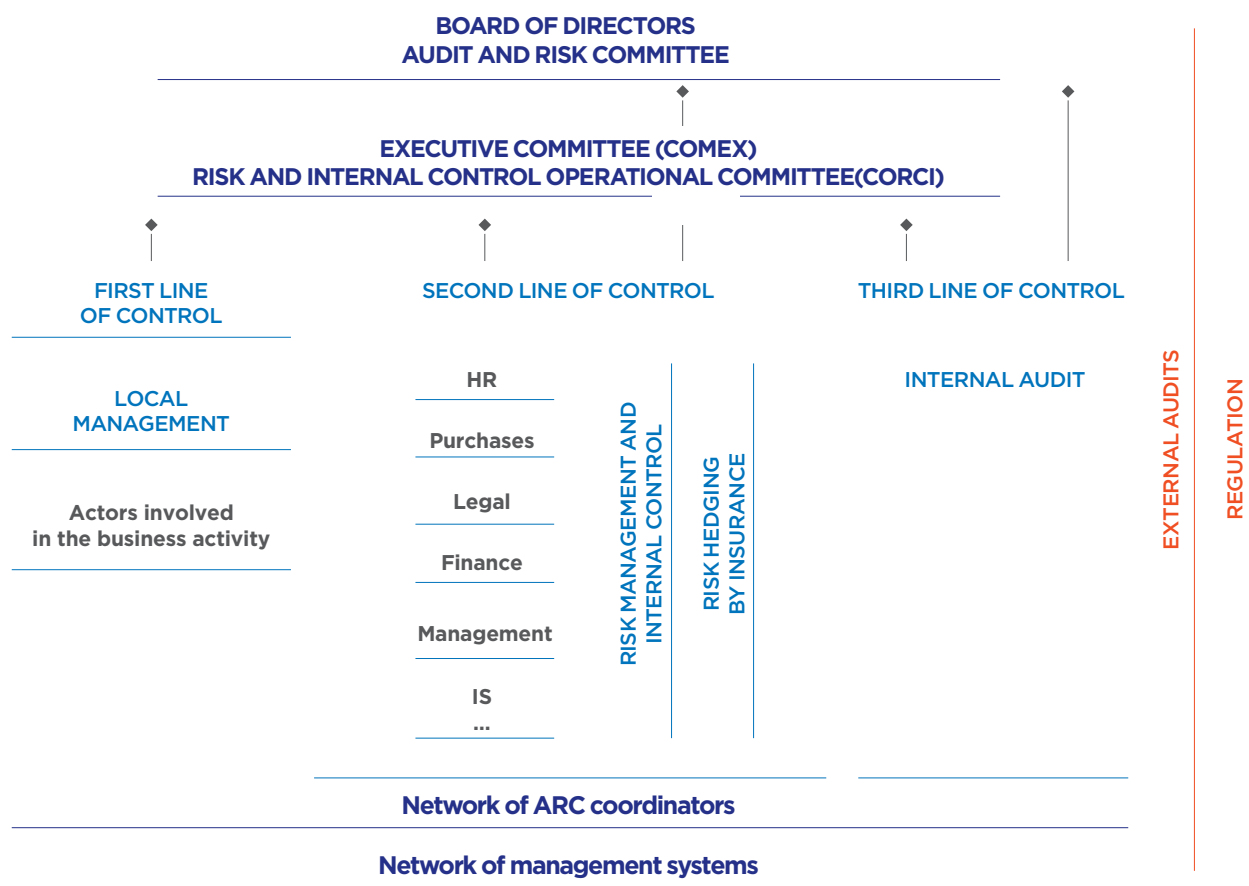 BOARD OF DIRECTORS
AUDIT AND RISK COMMITTEE
EXECUTIVE COMMITTEE (COMEX)
RISK AND INTERNAL CONTROL OPERATIONAL COMMITTEE(CORCI)
FIRST LINE
OF CONTROL
LOCAL
MANAGEMENT
Actors involved
in the business activity
SECOND LINE OF CONTROL
HR
Purchases
Legal
Finance
Management
IS
...
RISK MANAGEMENT AND
INTERNAL CONTROL
RISK HEDGING
BY INSURANCE
THIRD LINE OF CONTROL
INTERNAL AUDIT
EXTERNAL AUDITS
REGULATION
Network of ARC coordinators
Network of management systems